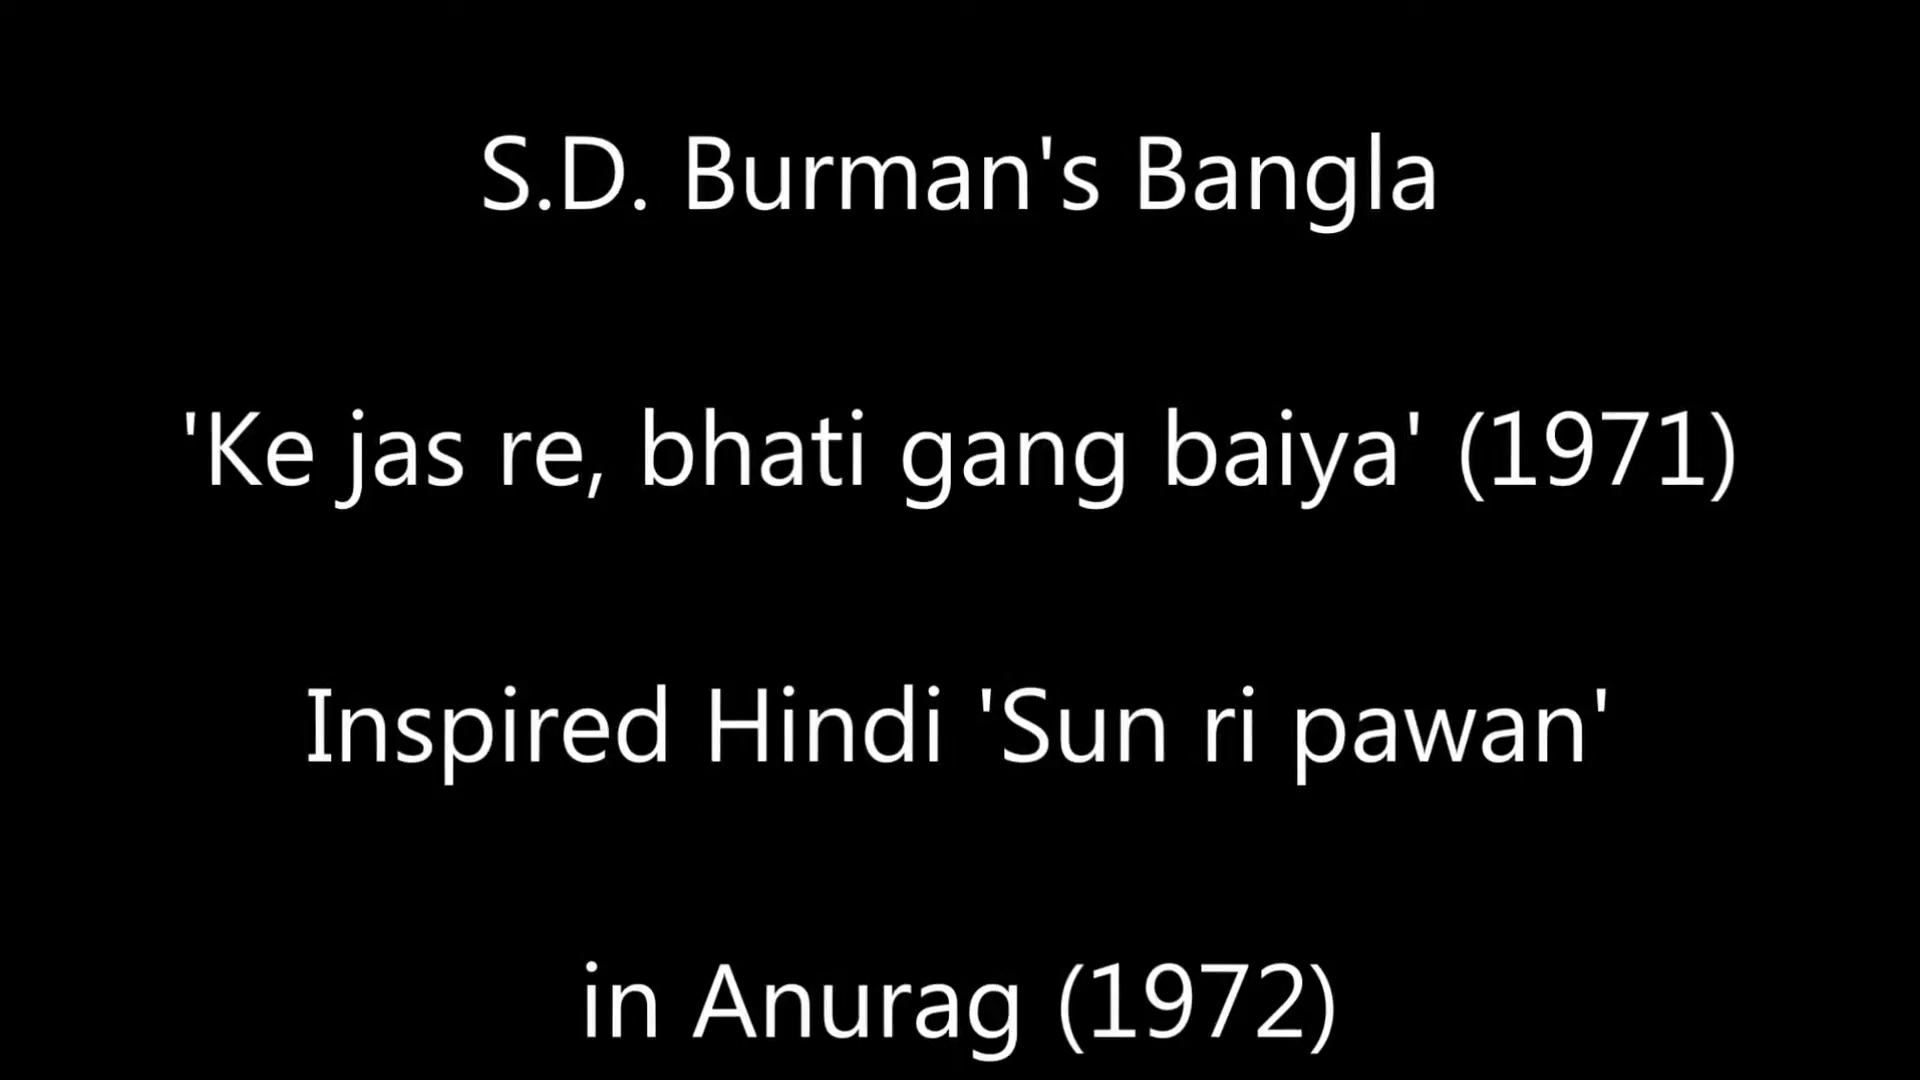 S.D. Burman's Bangla
'Ke jas re, bhati gang baiya' (1971)
Inspired Hindi 'Sun ri pawan'
in Anurag (1972)